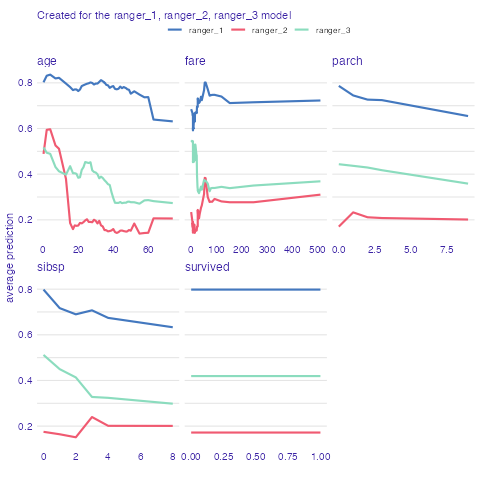 Created for the ranger_1, ranger_2, ranger_3 model
ranger_1 ranger_2 ranger_3
age fare parch
0.8
0.6
0.4
0.2
0 20 40 60 0 100 200 300 400 500 0.0 2.5 5.0 7.5
average prediction
sibsp survived
0.8
0.6
0.4
0.2
0 2 4 6 8 0.00 0.25 0.50 0.75 1.00